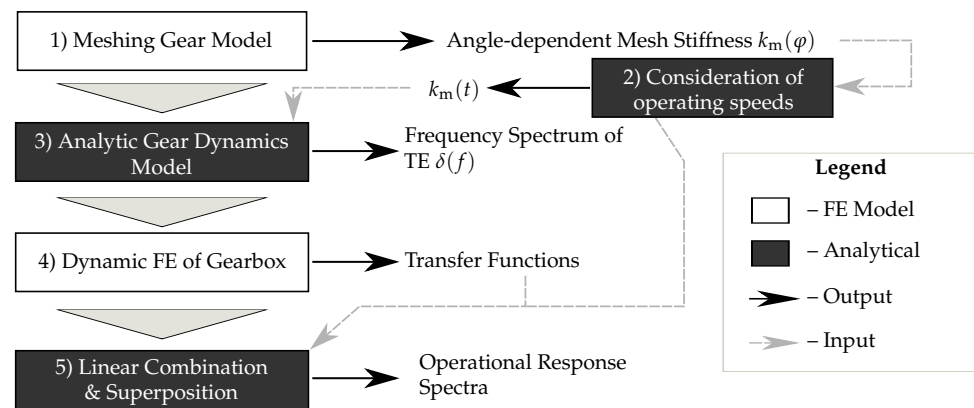 1) Meshing Gear Model
Angle-dependent Mesh Stiffness kₘ(φ)
2) Consideration of
operating speeds
kₘ(t)
3) Analytic Gear Dynamics
Model
Frequency Spectrum of
TE δ(f)
4) Dynamic FE of Gearbox
Transfer Functions
5) Linear Combination
& Superposition
Operational Response
Spectra
Legend
– FE Model
– Analytical
– Output
– Input